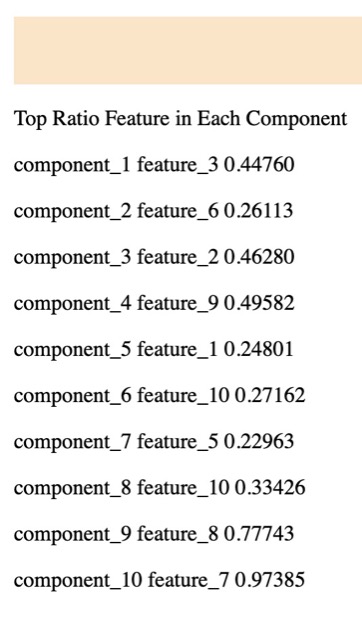 Top Ratio Feature in Each Component
component_1 feature_3 0.44760
component_2 feature_6 0.26113
component_3 feature_2 0.46280
component_4 feature_9 0.49582
component_5 feature_1 0.24801
component_6 feature_10 0.27162
component_7 feature_5 0.22963
component_8 feature_10 0.33426
component_9 feature_8 0.77743
component_10 feature_7 0.97385